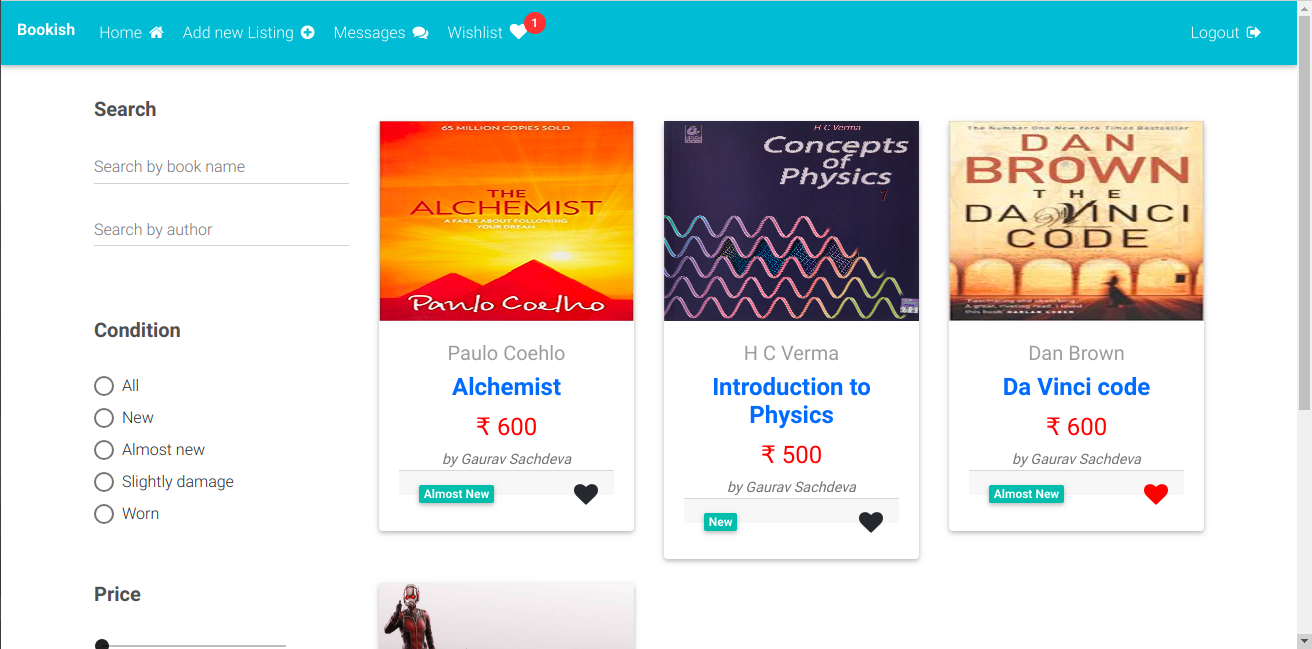 Bookish
Home
Add new Listing
Messages
Wishlist
1
Logout
Search
Search by book name
Search by author
Condition
All
New
Almost new
Slightly damage
Worn
Price
65 MILLION COPIES SOLD
THE
ALCHEMIST
A FABLE ABOUT FOLLOWING
YOUR DREAM
Paulo Coelho
Paulo Coehlo
Alchemist
₹ 600
by Gaurav Sachdeva
Almost New
H C Verma
Concepts
of
Physics
1
H C Verma
Introduction to
Physics
₹ 500
by Gaurav Sachdeva
New
The Number One New York Times Bestseller
DAN
BROWN
THE
DA VINCI
CODE
Dan Brown
Da Vinci code
₹ 600
by Gaurav Sachdeva
Almost New